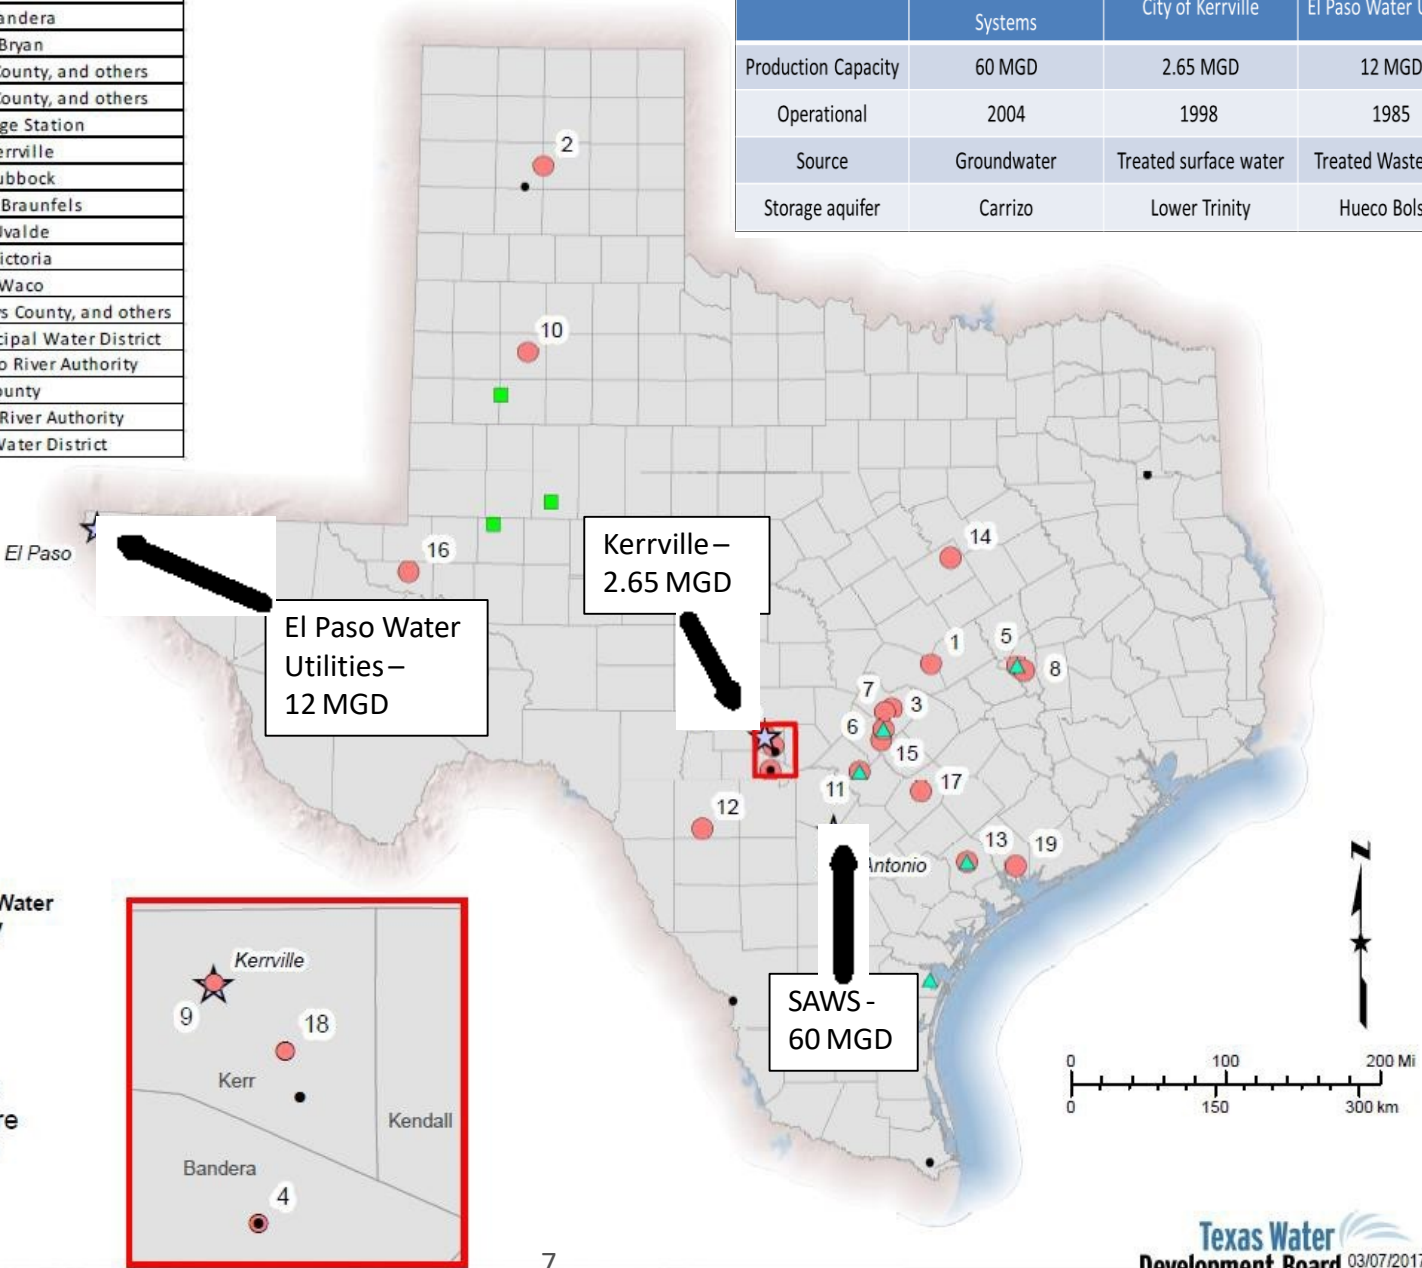 andera
Bryan
County, and others
County, and others
ge Station
errville
ubbock
Braunfels
Uvalde
ictoria
Waco
s County, and others
cipal Water District
o River Authority
ounty
River Authority
Water District
Systems
City of Kerrville
El Paso Water U
Production Capacity 60 MGD 2.65 MGD 12 MGD
Operational 2004 1998 1985
Source Groundwater Treated surface water Treated Waste
Storage aquifer Carrizo Lower Trinity Hueco Bols
2
10
El Paso
16
Kerrville –
2.65 MGD
14
El Paso Water
Utilities –
12 MGD
1
5
8
7
3
6
15
11
17
12
13
19
Antonio
SAWS -
60 MGD
N
0 100 200 Mi
0 150 300 km
Water
y
re
Kerrville
9
18
Kerr
Kendall
Bandera
4
7
Texas Water
Development Board 03/07/2017